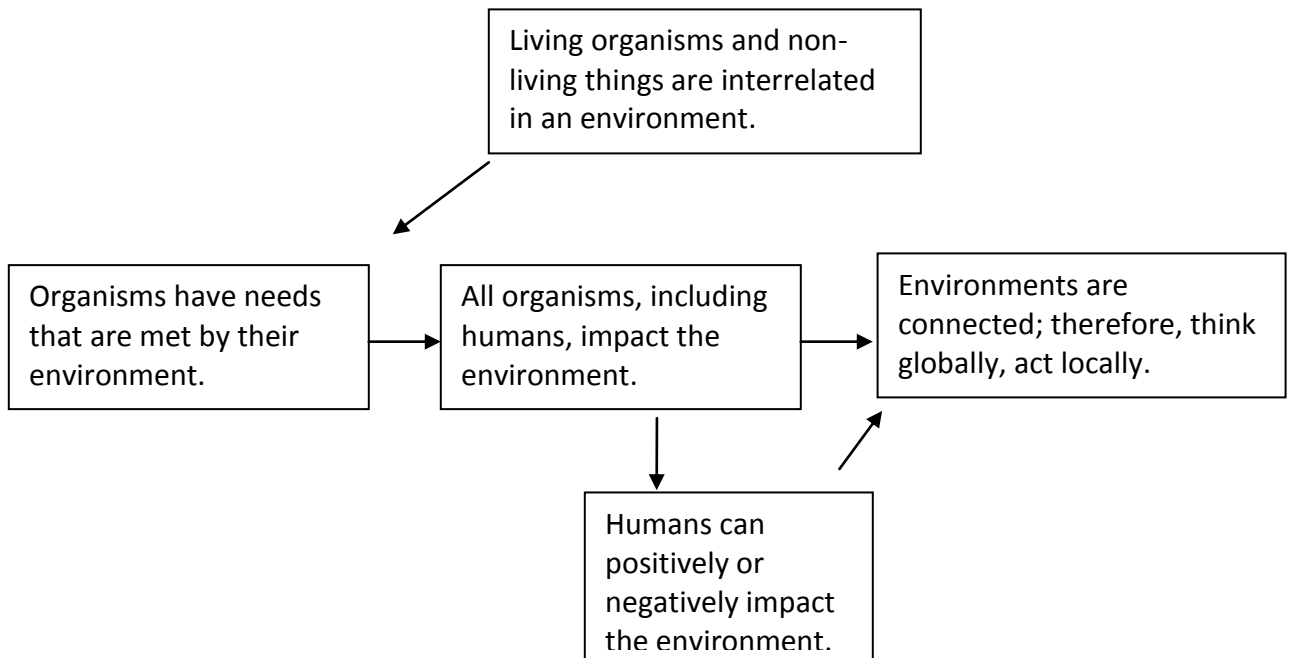 Living organisms and non-
living things are interrelated
in an environment.
Organisms have needs
that are met by their
environment.
All organisms, including
humans, impact the
environment.
Environments are
connected; therefore, think
globally, act locally.
Humans can
positively or
negatively impact
the environment.